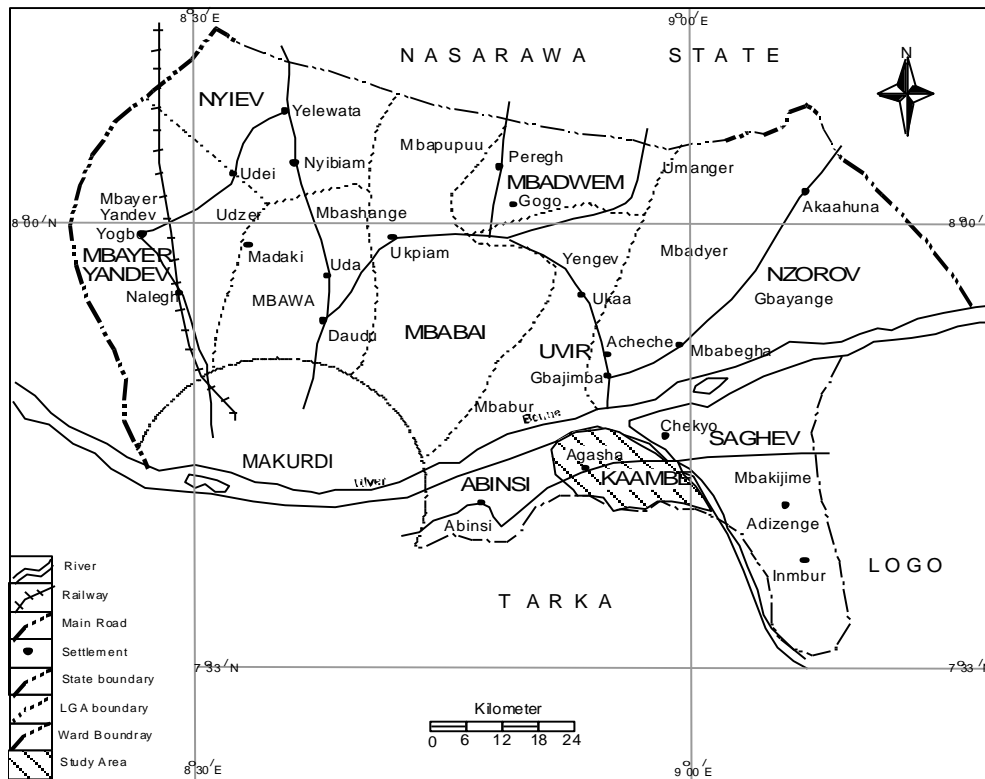 8°30′E
9°00′E
NASARAWA STATE
N
NYIEV
Yelewata
Mbapupuu
Peregh
Nyibiam
Umanger
Udei
MBADWEM
Mbayer
Yandev
Akaahuna
Gogo
Udzer
Mbashange
8°00′N
8°00′N
Yogbo
Madaki
Ukpiam
Mbadyer
MBAYER
YANDEV
Yengev
Uda
NZOROV
Nalegh
MBAWA
Ukaa
Gbayange
Daudu
MBABAI
Acheche
UVIR
Mbabegha
Gbajimba
Mbabur
Benue
Chekyo
SAGHEV
MAKURDI
Agasha
River
ABINSI
KAAMBE
Mbakijime
Abinsi
Adizenge
Inmbur
LOGO
TARKA
River
Railway
Main Road
Settlement
State boundary
LGA boundary
Ward Boundray
Study Area
7°33′N
7°33′N
Kilometer
0 6 12 18 24
8°30′E
9°00′E